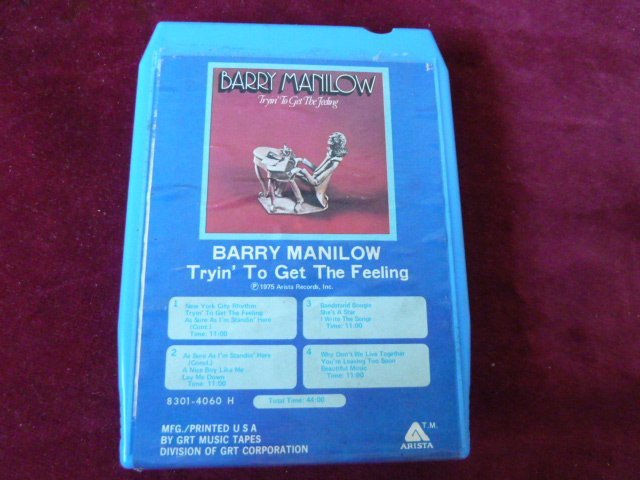 BARRY MANILOW
Tryin' To Get The Feeling
BARRY MANILOW
Tryin' To Get The Feeling
Ⓟ1975 Arista Records, Inc.
1
New York City Rhythm
Tryin' To Get The Feeling
As Sure As I'm Standin' Here
(Cont.)
Time: 11:00
2
As Sure As I'm Standin' Here
(Concl.)
A Nice Boy Like Me
Lay Me Down
Time: 11:00
3
Bandstand Boogie
She's A Star
I Write The Songs
Time: 11:00
4
Why Don't We Live Together
You're Leaving Too Soon
Beautiful Music
Time: 11:00
8301-4060 H
Total Time: 44:00
MFG./PRINTED U S A
BY GRT MUSIC TAPES
DIVISION OF GRT CORPORATION
T.M.
ARISTA